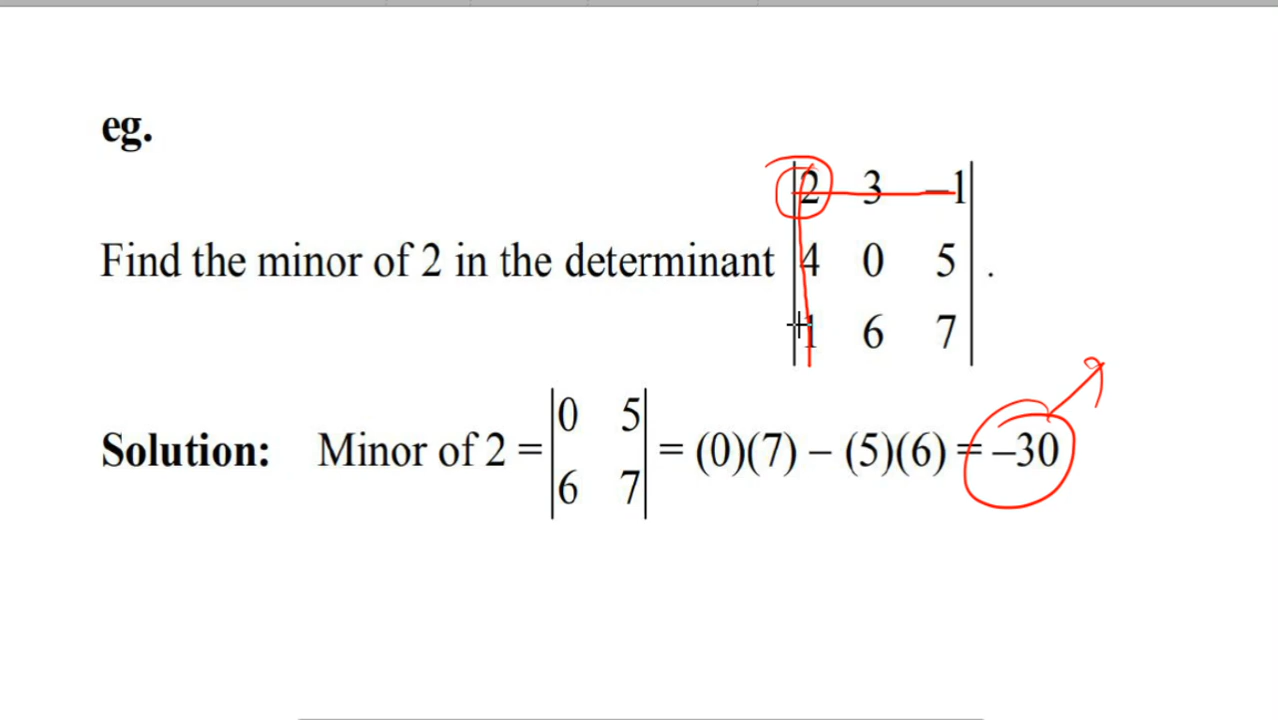 eg.
2 3 –1
Find the minor of 2 in the determinant 4 0 5 .
1 6 7
0 5
Solution: Minor of 2 = = (0)(7) – (5)(6) = –30
6 7